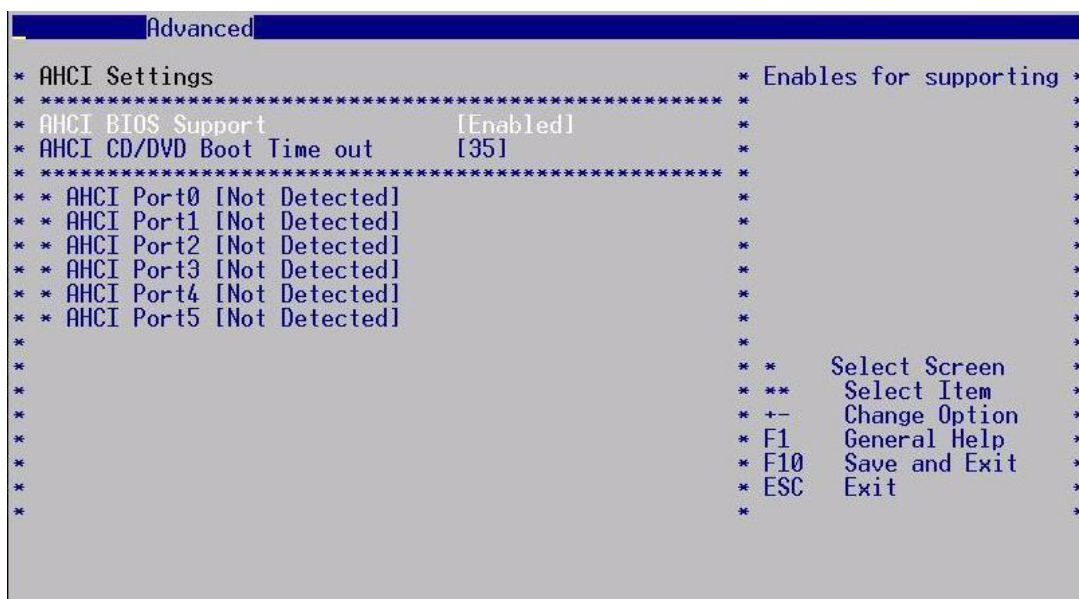 Advanced
* AHCI Settings * Enables for supporting *
* *************************************************** * *
* AHCI BIOS Support [Enabled] * *
* AHCI CD/DVD Boot Time out [35] * *
* *************************************************** * *
* * AHCI Port0 [Not Detected] * *
* * AHCI Port1 [Not Detected] * *
* * AHCI Port2 [Not Detected] * *
* * AHCI Port3 [Not Detected] * *
* * AHCI Port4 [Not Detected] * *
* * AHCI Port5 [Not Detected] * *
* * *
* * * Select Screen *
* * ** Select Item *
* * +- Change Option *
* * F1 General Help *
* * F10 Save and Exit *
* * ESC Exit *
* * *